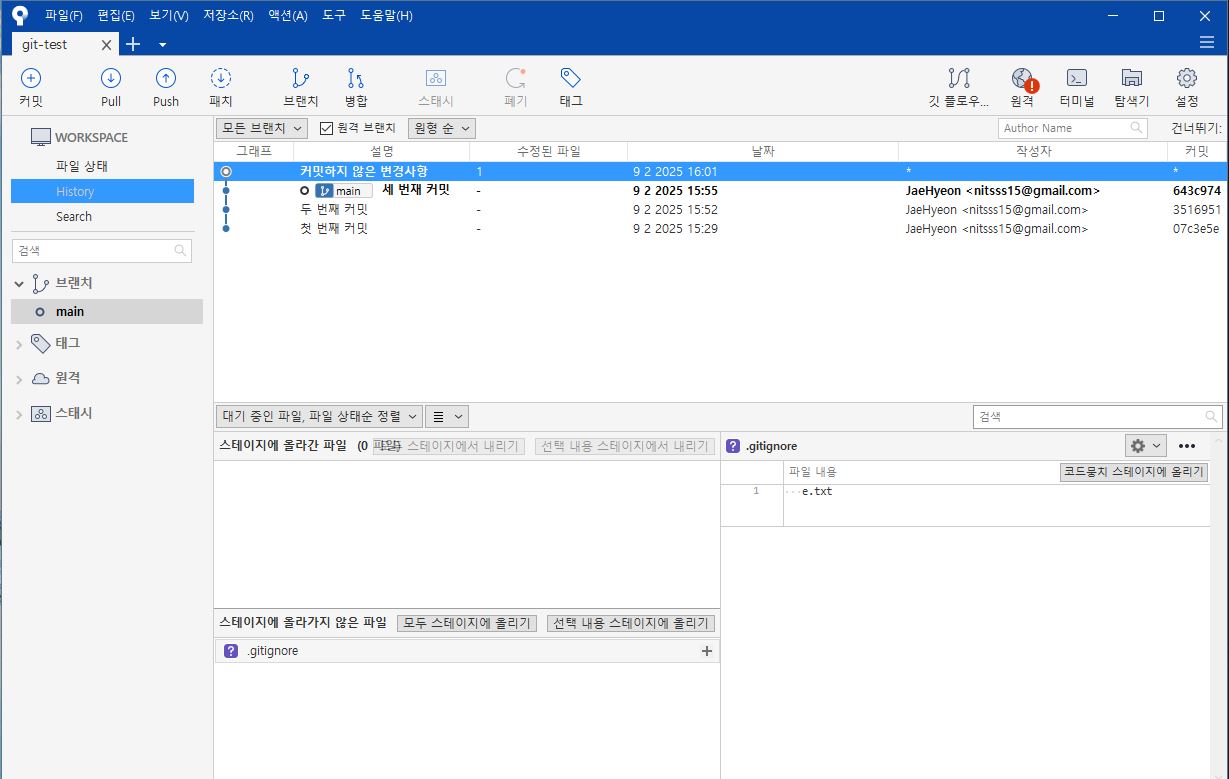 파일(F) 편집(E) 보기(V) 저장소(R) 액션(A) 도구 도움말(H)
git-test
커밋 Pull Push 패치 브랜치 병합 스태시 폐기 태그 깃 플로우... 원격 터미널 탐색기 설정
WORKSPACE
파일 상태
History
Search
검색
브랜치
main
태그
원격
스태시
모든 브랜치 원격 브랜치 원형 순 Author Name 건너뛰기:
그래프 설명 수정된 파일 날짜 작성자 커밋
커밋하지 않은 변경사항 1 9 2 2025 16:01 * *
main 세 번째 커밋 - 9 2 2025 15:55 JaeHyeon <nitsss15@gmail.com> 643c974
두 번째 커밋 - 9 2 2025 15:52 JaeHyeon <nitsss15@gmail.com> 3516951
첫 번째 커밋 - 9 2 2025 15:29 JaeHyeon <nitsss15@gmail.com> 07c3e5e
대기 중인 파일, 파일 상태순 정렬 검색
스테이지에 올라간 파일 (0 스테이지에서 내리기 선택 내용 스테이지에서 내리기
스테이지에 올라가지 않은 파일 모두 스테이지에 올리기 선택 내용 스테이지에 올리기
.gitignore
.gitignore
파일 내용 코드뭉치 스테이지에 올리기
1 e.txt